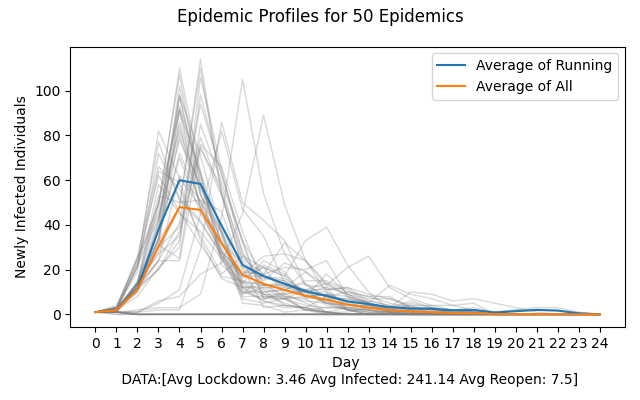 Epidemic Profiles for 50 Epidemics
Average of Running
Average of All
Newly Infected Individuals
100
80
60
40
20
0
0 1 2 3 4 5 6 7 8 9 10 11 12 13 14 15 16 17 18 19 20 21 22 23 24
Day
DATA:[Avg Lockdown: 3.46 Avg Infected: 241.14 Avg Reopen: 7.5]